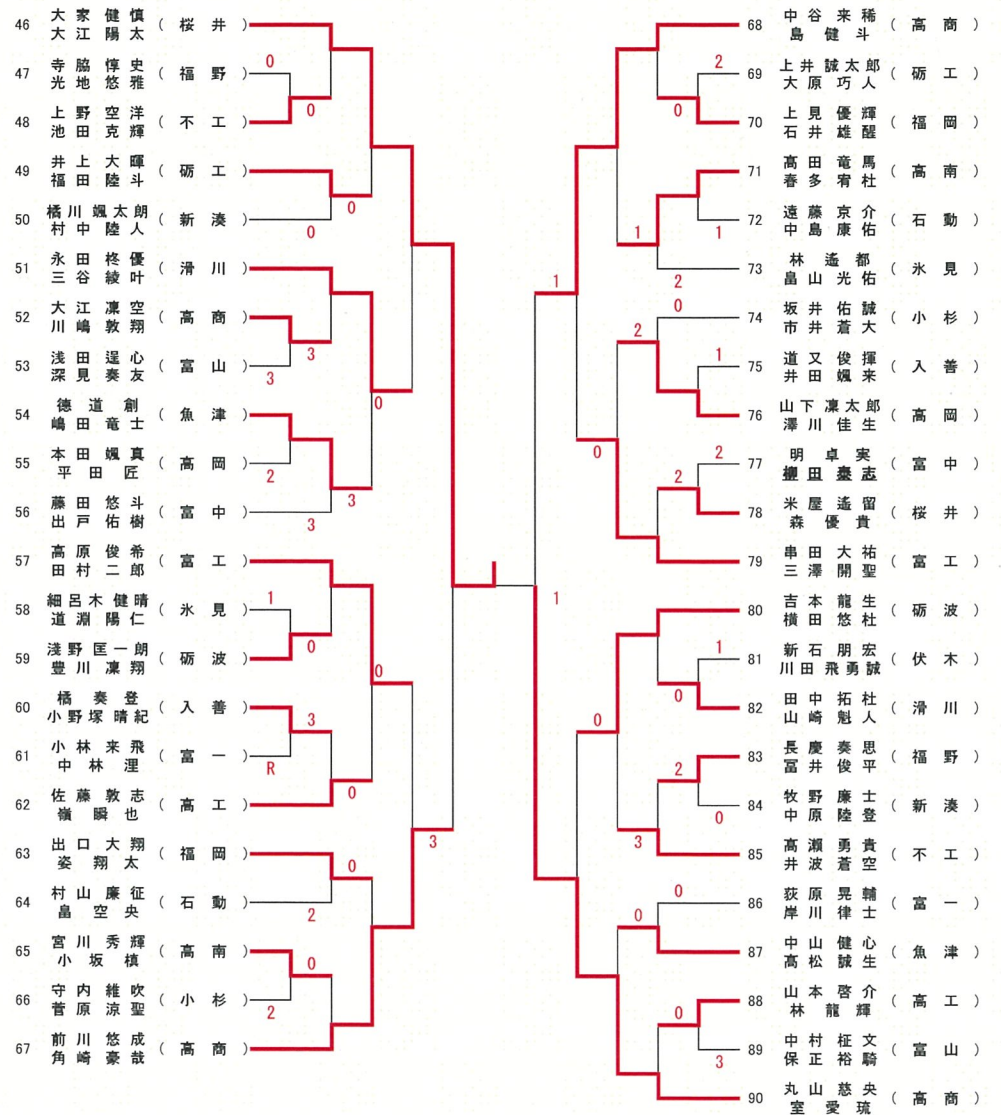 46 大家健慎 大江陽太 ( 桜井 )
47 寺脇惇史 光地悠雅 ( 福野 )
0
48 上野空洋 池田克輝 ( 不工 )
0
49 井上大暉 福田陸斗 ( 砺工 )
0
50 橘川颯太朗 村中陸人 ( 新湊 )
0
51 永田柊優 三谷綾叶 ( 滑川 )
52 大江凜空 川嶋敦翔 ( 高商 )
3
53 浅田逞心 深見奏友 ( 富山 )
3
0
54 德道創 嶋田竜士 ( 魚津 )
55 本田颯真 平田匠 ( 高岡 )
2
3
56 藤田悠斗 出戸佑樹 ( 富中 )
3
57 高原俊希 田村二郎 ( 富工 )
58 細呂木健晴 道淵陽仁 ( 氷見 )
1
59 淺野匡一朗 豊川凜翔 ( 砺波 )
0
0
60 橘奏登 小野塚晴紀 ( 入善 )
3
61 小林来飛 中林浬 ( 富一 )
R
62 佐藤敦志 嶺瞬也 ( 高工 )
0
63 出口大翔 姿翔太 ( 福岡 )
3
0
64 村山廉征 畠空央 ( 石動 )
2
65 宮川秀輝 小坂槙 ( 高南 )
0
66 守内維吹 菅原涼聖 ( 小杉 )
2
67 前川悠成 角崎豪哉 ( 高商 )
68 中谷来稀 島健斗 ( 高商 )
69 上井誠太郎 大原巧人 ( 砺工 )
2
0
70 上見優輝 石井雄醒 ( 福岡 )
71 髙田竜馬 春多宥杜 ( 高南 )
72 遠藤京介 中島康佑 ( 石動 )
1
1
73 林遙都 畠山光佑 ( 氷見 )
2
1
74 坂井佑誠 市井蒼大 ( 小杉 )
0
2
75 道又俊揮 井田颯来 ( 入善 )
1
76 山下凜太郎 澤川佳生 ( 高岡 )
0
77 明卓実 柳田泰志 ( 富中 )
2
2
78 米屋遙留 森優貴 ( 桜井 )
79 串田大祐 三澤開聖 ( 富工 )
1
80 吉本龍生 横田悠杜 ( 砺波 )
81 新石朋宏 川田飛勇誠 ( 伏木 )
1
0
82 田中拓杜 山崎魁人 ( 滑川 )
0
83 長慶奏思 冨井俊平 ( 福野 )
2
84 牧野廉士 中原陸登 ( 新湊 )
0
3
85 髙瀬勇貴 井波蒼空 ( 不工 )
86 荻原晃輔 岸川律士 ( 富一 )
0
0
87 中山健心 高松誠生 ( 魚津 )
88 山本啓介 林龍輝 ( 高工 )
0
89 中村柾文 保正裕騎 ( 富山 )
3
90 丸山慈央 室愛琉 ( 高商 )